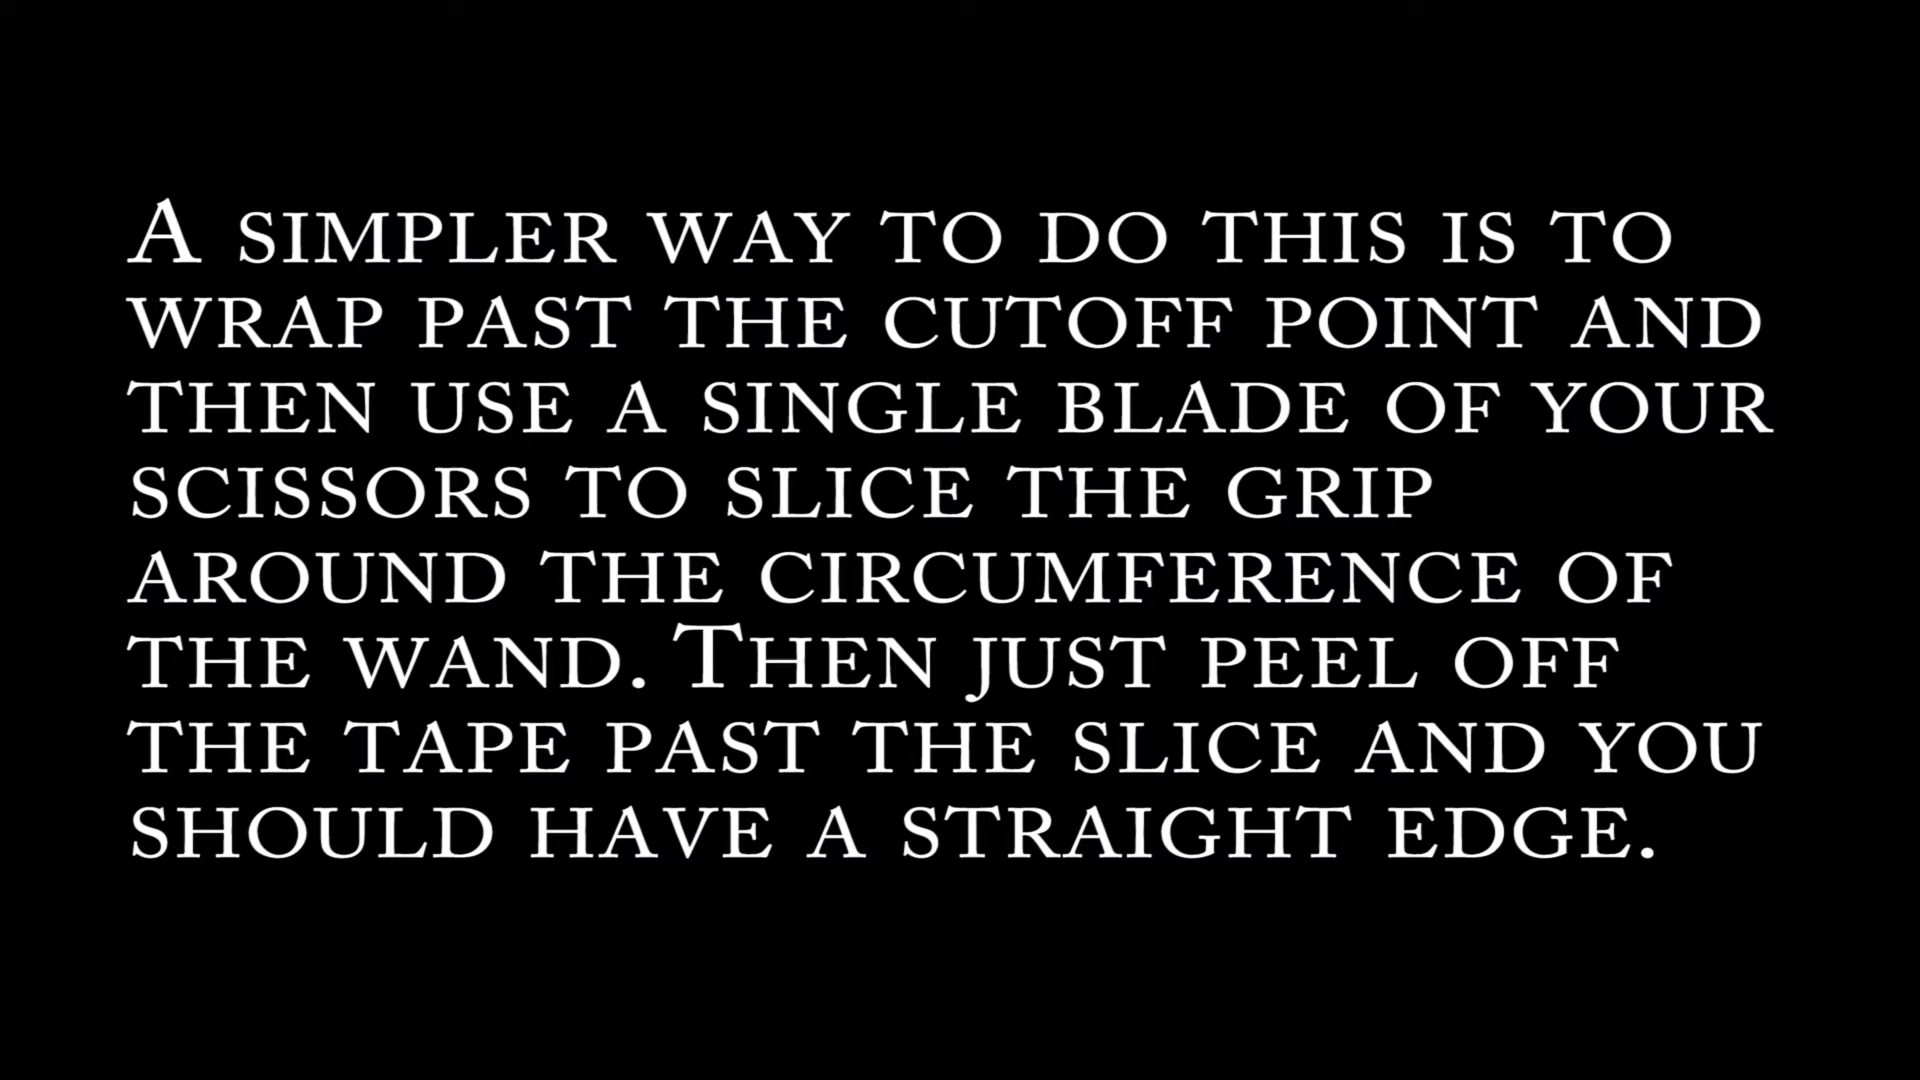 A simpler way to do this is to
wrap past the cutoff point and
then use a single blade of your
scissors to slice the grip
around the circumference of
the wand. Then just peel off
the tape past the slice and you
should have a straight edge.